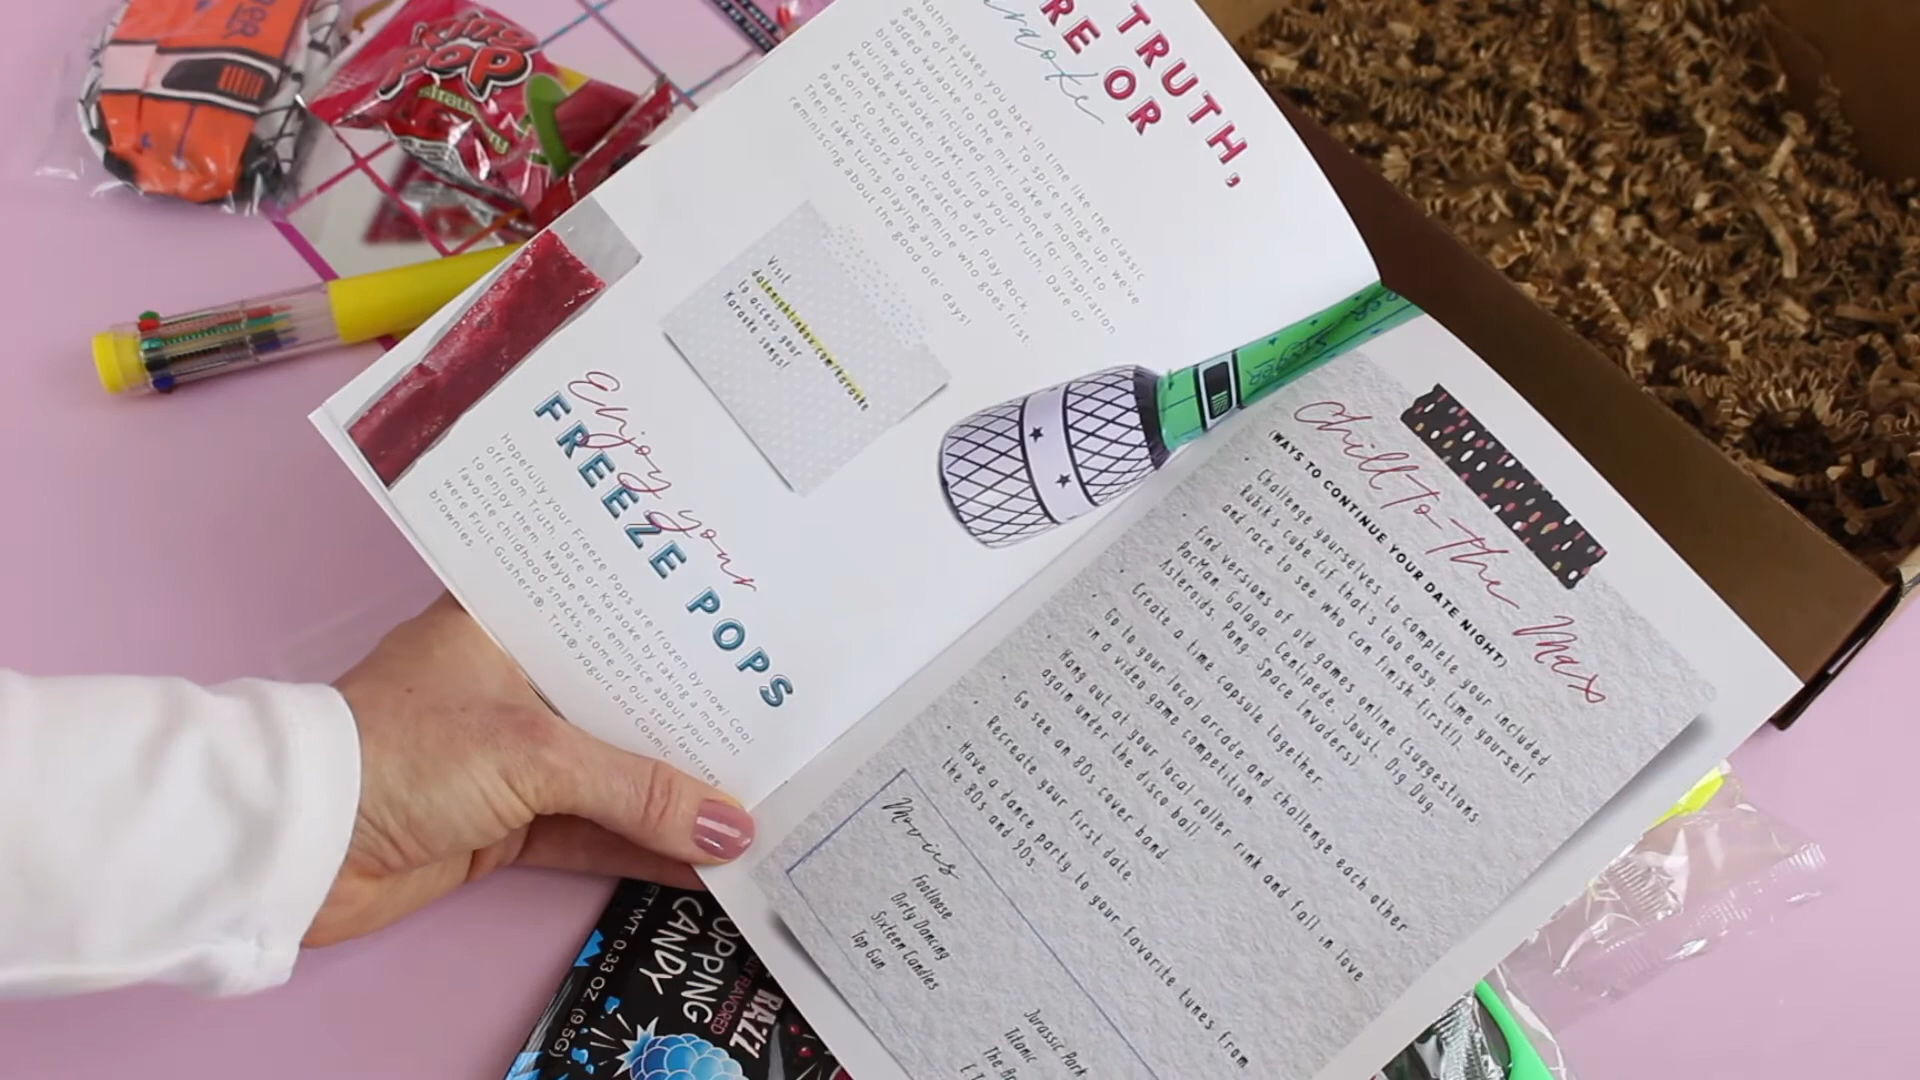 TRUTH,
RE OR
araoke
Nothing takes you back in time like the classic
game of Truth or Dare. To spice things up, we've
added karaoke to the mix! Take a moment to
blow up your included microphone for inspiration
during karaoke. Next, find your Truth, Dare or
Karaoke scratch off board and
a coin to help you scratch off. Play Rock,
Paper, Scissors to determine who goes first.
Then, take turns playing and
reminiscing about the good ole' days!
Visit
datenightinbox.com/karaoke
to access your
Karaoke songs!
Enjoy your
FREEZE POPS
Hopefully your Freeze Pops are frozen by now! Cool
off from Truth, Dare or Karaoke by taking a moment
to enjoy them. Maybe even reminisce about your
favorite childhood snacks, some of our staff favorites
were Fruit Gushers®, Trix® yogurt and Cosmic
brownies.
Chill to the Max
(WAYS TO CONTINUE YOUR DATE NIGHT)
• Challenge yourselves to complete your included
Rubik's cube (if that's too easy, time yourself
and race to see who can finish first!).
• Find versions of old games online (suggestions:
PacMan, Galaga, Centipede, Joust, Dig Dug,
Asteroids, Pong, Space Invaders)
• Create a time capsule together.
• Go to your local arcade and challenge each other
in a video game competition.
• Hang out at your local roller rink and fall in love
again under the disco ball!
• Go see an 80s cover band.
• Recreate your first date.
• Have a dance party to your favorite tunes from
the 80s and 90s.
Movies
Footloose
Dirty Dancing
Sixteen Candles
Top Gun
Jurassic Park
Titanic
The Br
E.T.
Ring
Pop
OPPING
CANDY
RAZZ
FLAVORED
ET WT. 0.33 OZ. (9.5G)